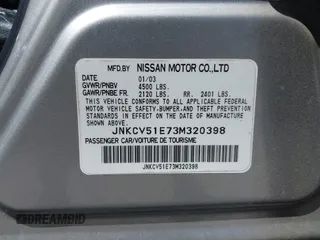 MFD.BY NISSAN MOTOR CO.,LTD
DATE 01/03
GVWR/PNBV 4500 LBS.
GAWR/PNBE FR. 2120 LBS. RR. 2401 LBS.
THIS VEHICLE CONFORMS TO ALL APPLICABLE
FEDERAL MOTOR VEHICLE SAFETY,BUMPER,AND THEFT
PREVENTION STANDARDS IN EFFECT
ON THE DATE OF MANUFACTURE
SHOWN ABOVE.
JNKCV51E73M320398
PASSENGER CAR/VOITURE DE TOURISME
JNKCV51E73M320398
DREAMBID